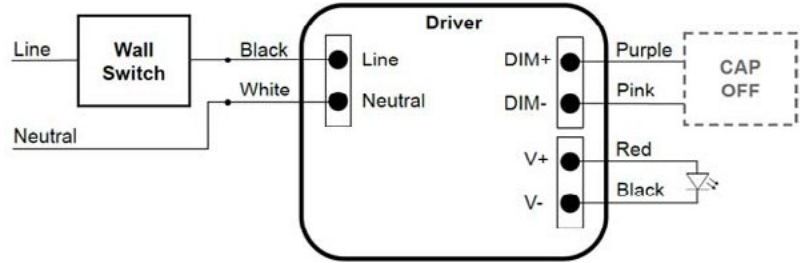 Driver
Line
Wall
Switch
Black
Line
White
Neutral
Neutral
DIM+
Purple
DIM-
Pink
CAP
OFF
V+
Red
V-
Black